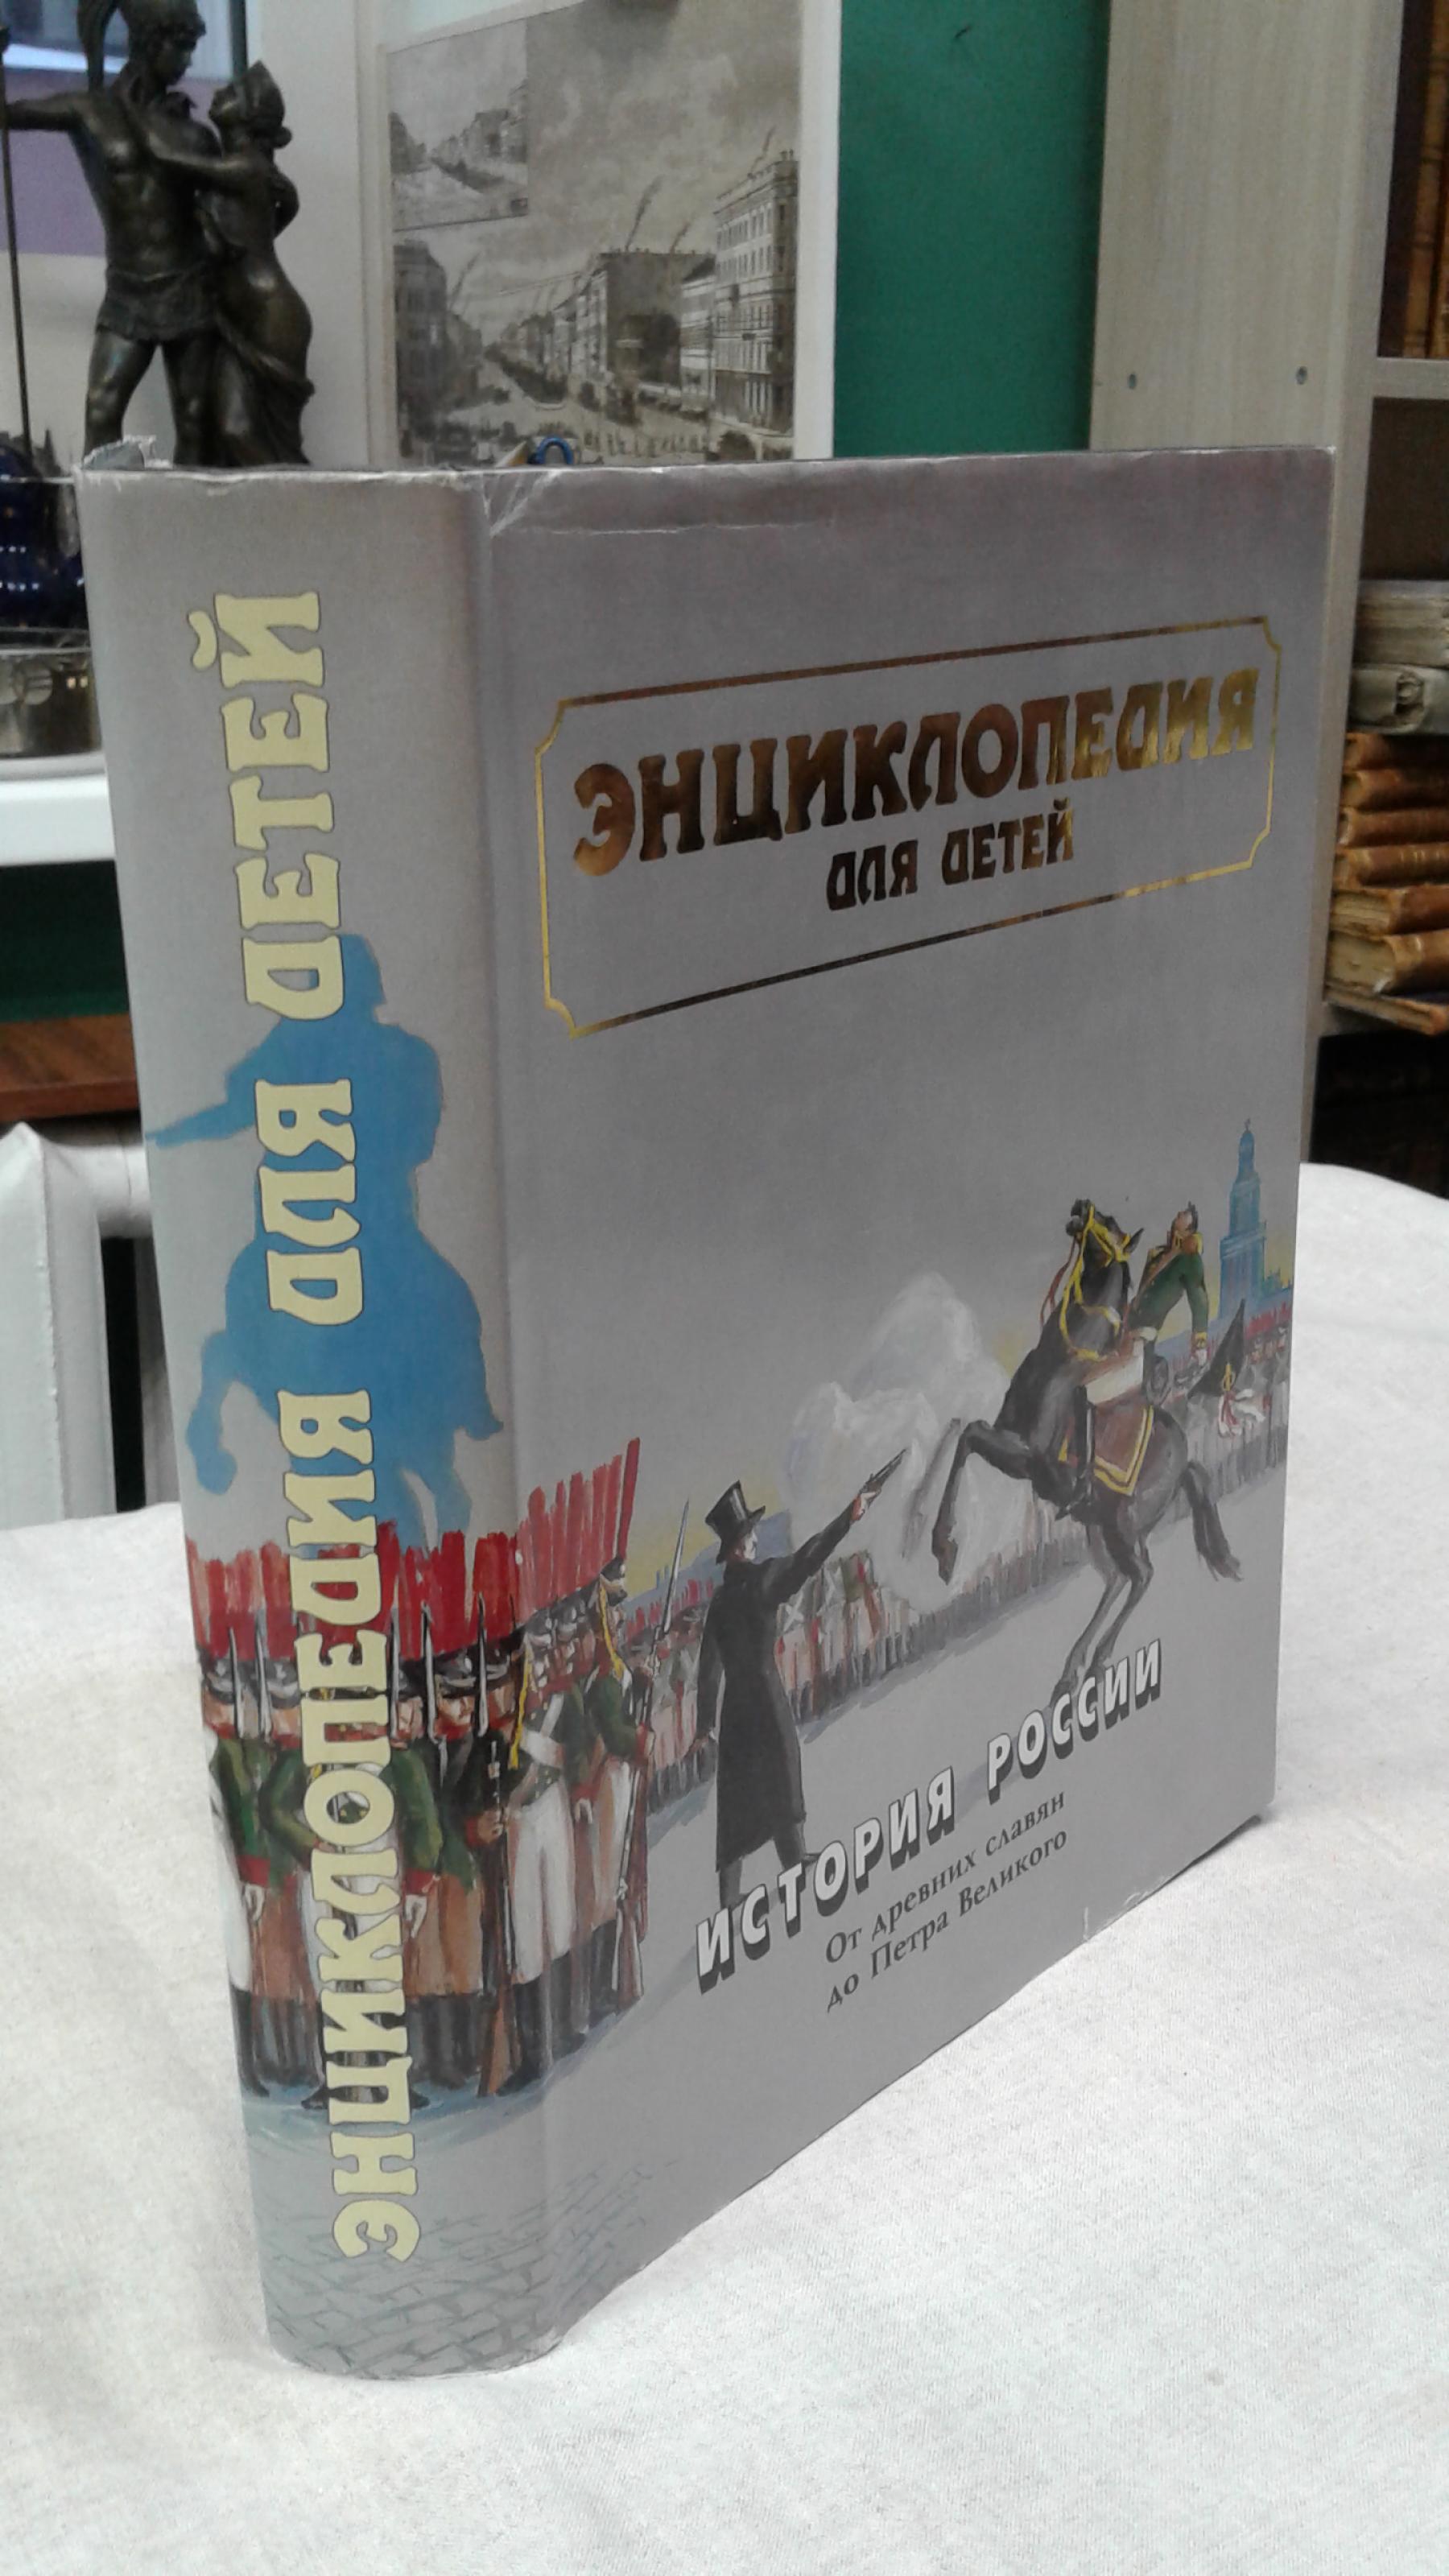 ЭНЦИКЛОПЕДИЯ ДЛЯ ДЕТЕЙ
ЭНЦИКЛОПЕДИЯ
ДЛЯ ДЕТЕЙ
ИСТОРИЯ РОССИИ
От древних славян
до Петра Великого